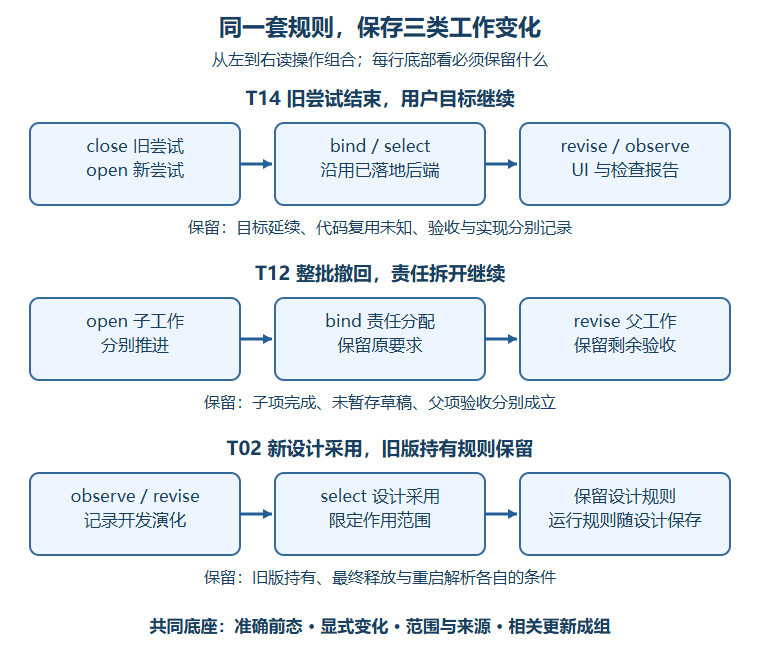 同一套规则，保存三类工作变化
从左到右读操作组合；每行底部看必须保留什么
T14 旧尝试结束，用户目标继续
close 旧尝试
open 新尝试
bind / select
沿用已落地后端
revise / observe
UI 与检查报告
保留：目标延续、代码复用未知、验收与实现分别记录
T12 整批撤回，责任拆开继续
open 子工作
分别推进
bind 责任分配
保留原要求
revise 父工作
保留剩余验收
保留：子项完成、未暂存草稿、父项验收分别成立
T02 新设计采用，旧版持有规则保留
observe / revise
记录开发演化
select 设计采用
限定作用范围
保留设计规则
运行规则随设计保存
保留：旧版持有、最终释放与重启解析各自的条件
共同底座：准确前态·显式变化·范围与来源·相关更新成组